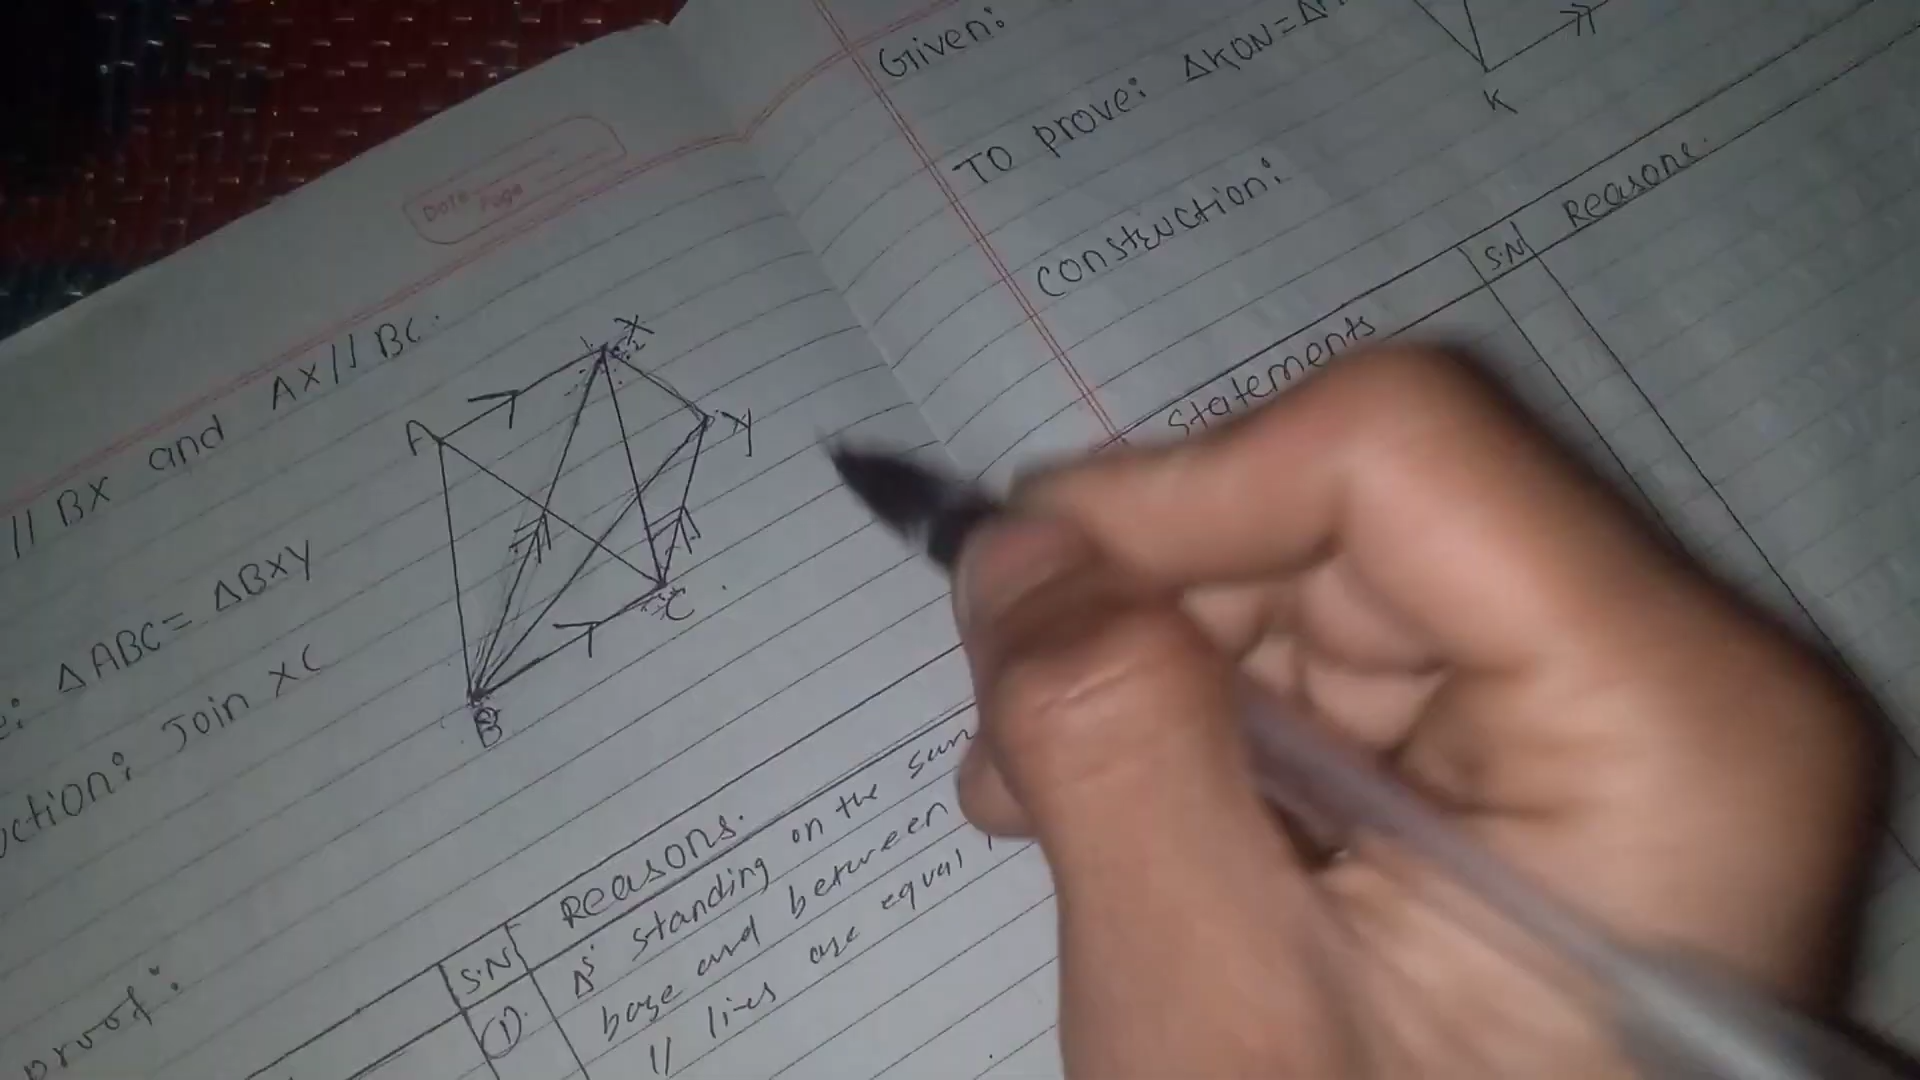 // BX and AX // BC.
: ΔABC = ΔBXY
uction: Join XC
proof:
S.N Reasons.
(1). Δs standing on the
base and between
// lines are equal
Date
Page
A
X
Y
B
C
Given:
To prove: ΔKON = Δ
Construction:
K
Statements S.N Reasons.